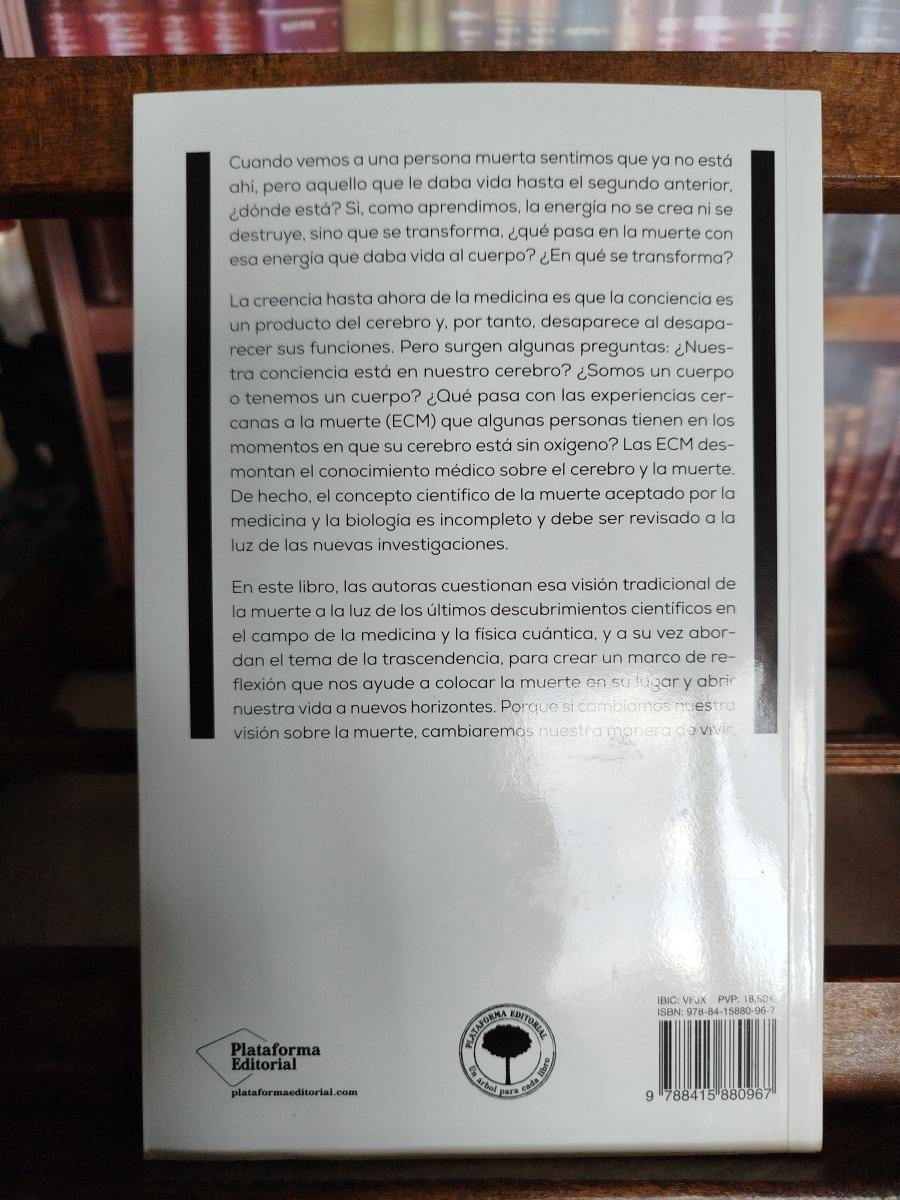 Cuando vemos a una persona muerta sentimos que ya no está
ahí, pero aquello que le daba vida hasta el segundo anterior,
¿dónde está? Si, como aprendimos, la energía no se crea ni se
destruye, sino que se transforma, ¿qué pasa en la muerte con
esa energía que daba vida al cuerpo? ¿En qué se transforma?
La creencia hasta ahora de la medicina es que la conciencia es
un producto del cerebro y, por tanto, desaparece al desapa-
recer sus funciones. Pero surgen algunas preguntas: ¿Nues-
tra conciencia está en nuestro cerebro? ¿Somos un cuerpo
o tenemos un cuerpo? ¿Qué pasa con las experiencias cer-
canas a la muerte (ECM) que algunas personas tienen en los
momentos en que su cerebro está sin oxígeno? Las ECM des-
montan el conocimiento médico sobre el cerebro y la muerte.
De hecho, el concepto científico de la muerte aceptado por la
medicina y la biología es incompleto y debe ser revisado a la
luz de las nuevas investigaciones.
En este libro, las autoras cuestionan esa visión tradicional de
la muerte a la luz de los últimos descubrimientos científicos en
el campo de la medicina y la física cuántica, y a su vez abor-
dan el tema de la trascendencia, para crear un marco de re-
flexión que nos ayude a colocar la muerte en su lugar y abrir
nuestra vida a nuevos horizontes. Porque si cambiamos nuestra
visión sobre la muerte, cambiaremos nuestra manera de vivir.
IBIC: VFJX PVP: 18,50€
ISBN: 978-84-15880-96-7
PLATAFORMA EDITORIAL
Un árbol para cada libro
Plataforma
Editorial
plataformaeditorial.com
9 788415 880967